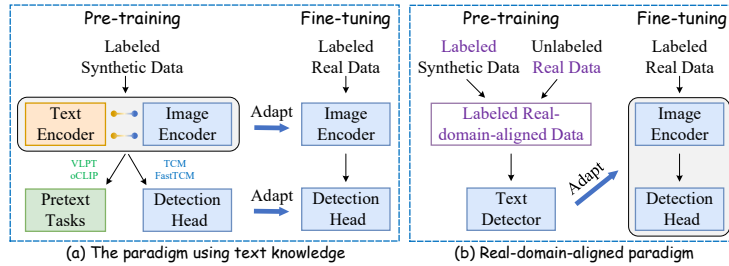 Pre-training
Fine-tuning
Labeled
Synthetic Data
Labeled
Real Data
Text
Encoder
Image
Encoder
Adapt
Image
Encoder
VLPT
oCLIP
TCM
FastTCM
Pretext
Tasks
Detection
Head
Adapt
Detection
Head
(a) The paradigm using text knowledge
Pre-training
Fine-tuning
Labeled
Synthetic Data
Unlabeled
Real Data
Labeled
Real Data
Labeled Real-
domain-aligned Data
Image
Encoder
Text
Detector
Adapt
Detection
Head
(b) Real-domain-aligned paradigm